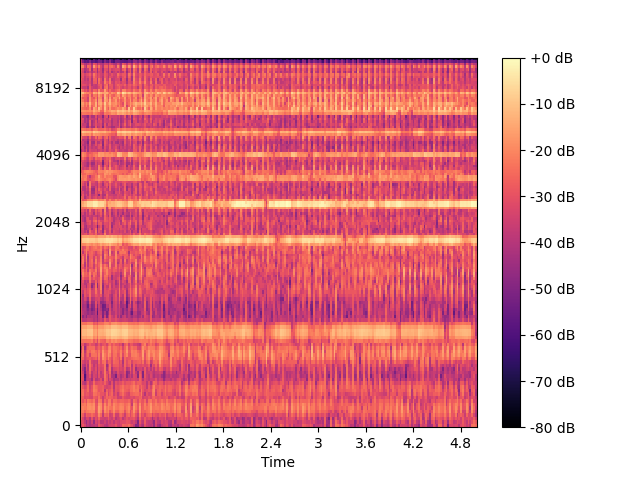 8192
4096
2048
1024
512
0
Hz
0 0.6 1.2 1.8 2.4 3 3.6 4.2 4.8
Time
+0 dB
-10 dB
-20 dB
-30 dB
-40 dB
-50 dB
-60 dB
-70 dB
-80 dB